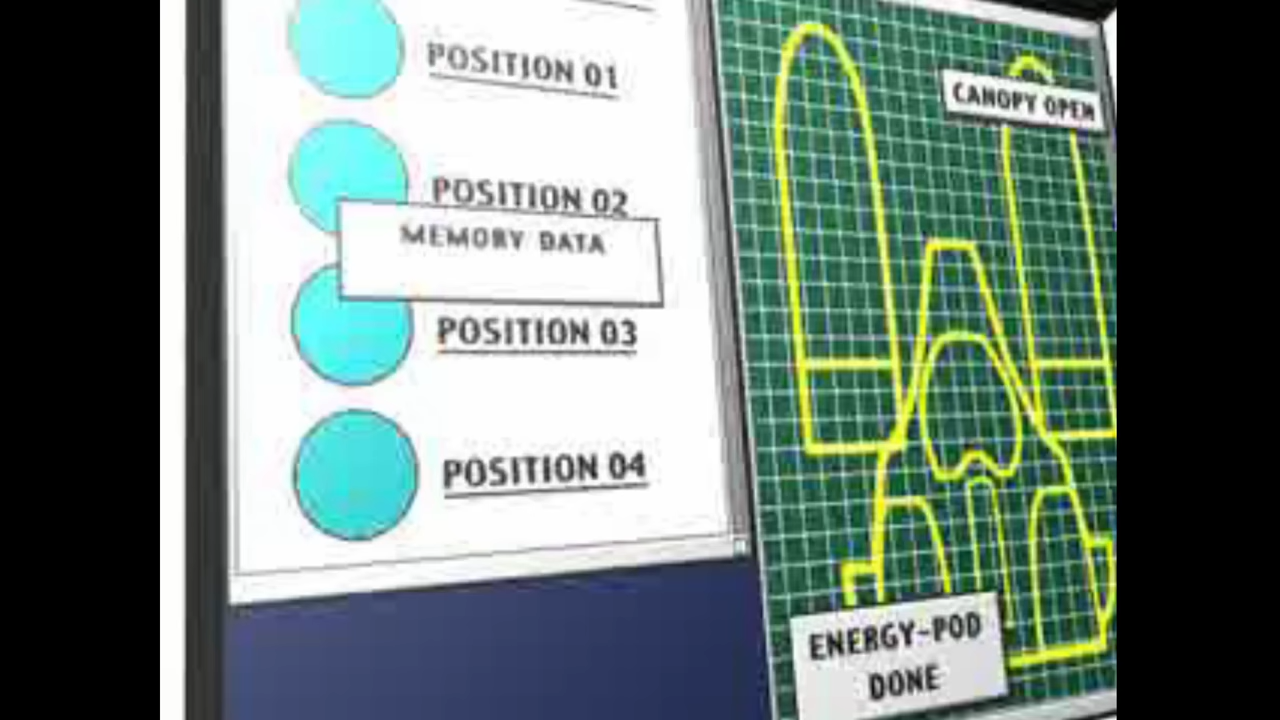 POSITION 01
POSITION 02
MEMORY DATA
POSITION 03
POSITION 04
CANOPY OPEN
ENERGY-POD
DONE